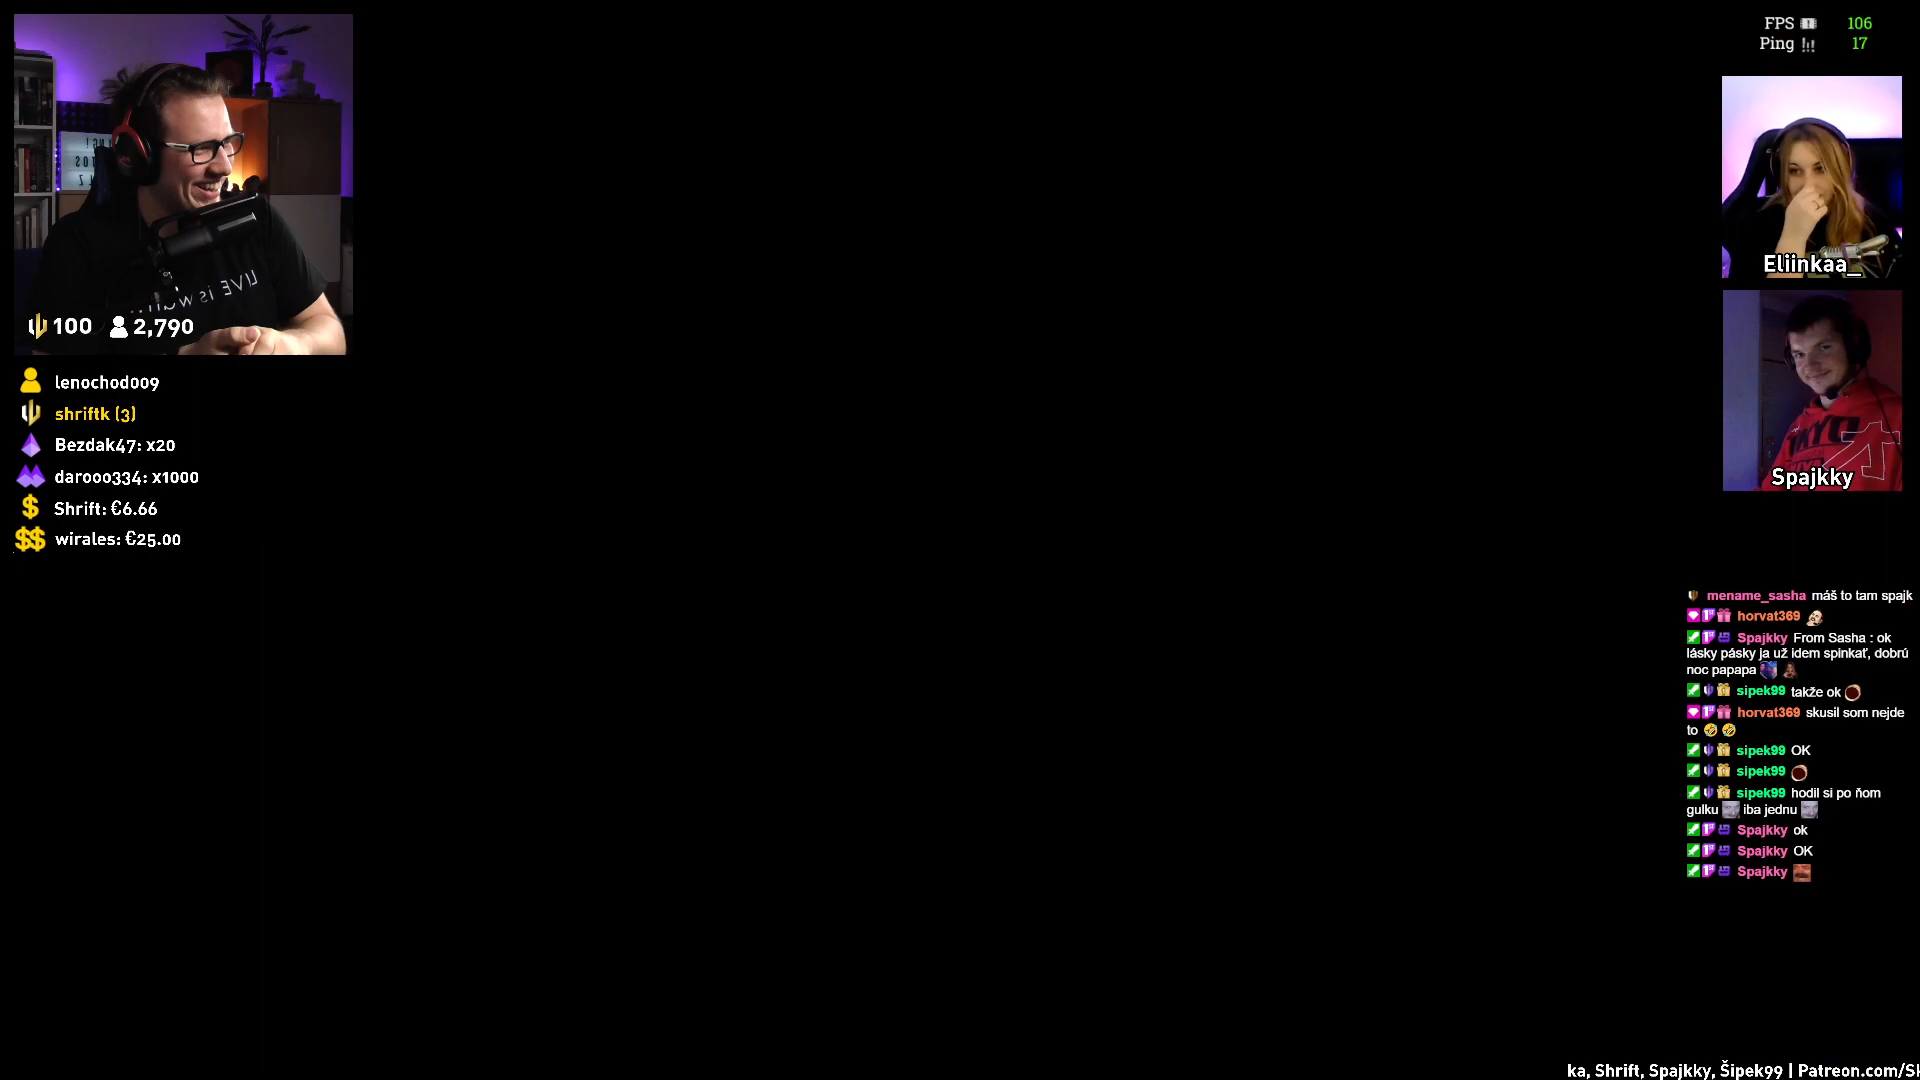 FPS 106
Ping 17
LIVE is
100 2,790
Eliinkaa_
lenochod009
shriftk (3)
Bezdak47: x20
darooo334: x1000
Shrift: €6.66
wirales: €25.00
Spajkky
mename_sasha máš to tam spajk
horvat369
Spajkky From Sasha : ok
lásky pásky ja už idem spinkať, dobrú
noc papapa
sipek99 takže ok
horvat369 skusil som nejde
to
sipek99 OK
sipek99
sipek99 hodil si po ňom
gulku iba jednu
Spajkky ok
Spajkky OK
Spajkky
ka, Shrift, Spajkky, Šipek99 | Patreon.com/S